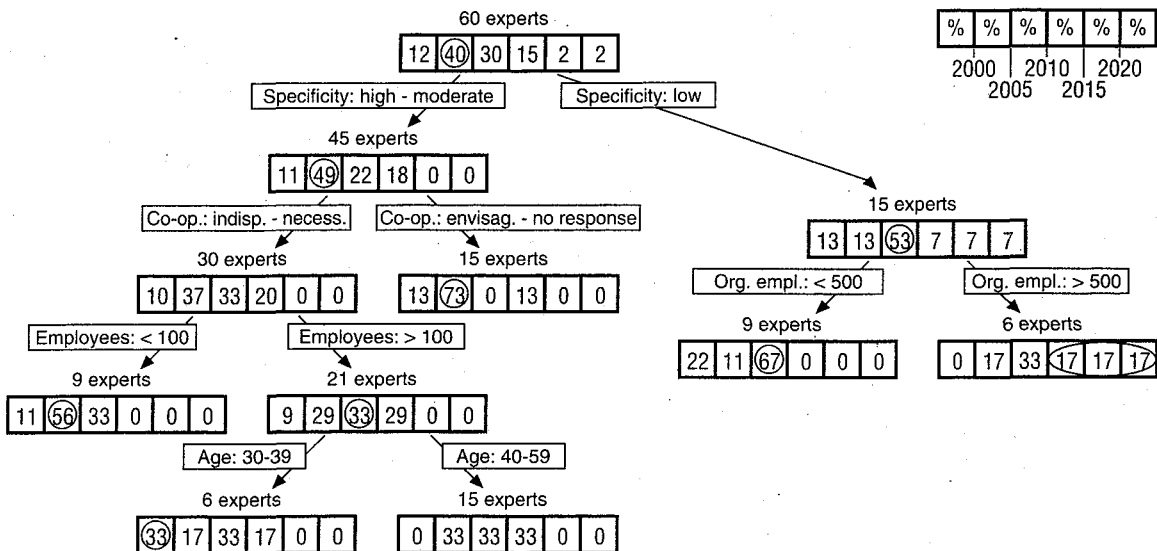 60 experts
12 40 30 15 2 2
% % % % % %
2000 2010 2020
2005 2015
Specificity: high - moderate
Specificity: low
45 experts
11 49 22 18 0 0
Co-op.: indisp. - necess.
Co-op.: envisag. - no response
15 experts
13 13 53 7 7 7
30 experts
15 experts
10 37 33 20 0 0
13 73 0 13 0 0
Org. empl.: < 500
Org. empl.: > 500
Employees: < 100
Employees: > 100
9 experts
6 experts
22 11 67 0 0 0
0 17 33 17 17 17
9 experts
21 experts
11 56 33 0 0 0
9 29 33 29 0 0
Age: 30-39
Age: 40-59
6 experts
15 experts
33 17 33 17 0 0
0 33 33 33 0 0